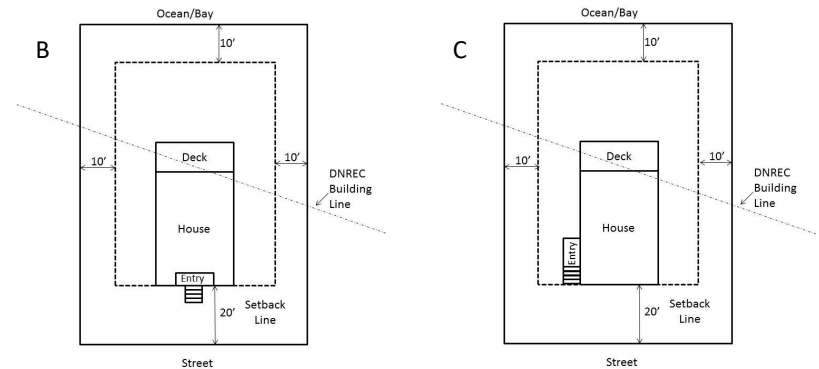 Ocean/Bay
B
10'
10'
10'
Deck
DNREC
Building
Line
House
Entry
20'
Setback
Line
Street
Ocean/Bay
C
10'
10'
10'
Deck
DNREC
Building
Line
House
Entry
20'
Setback
Line
Street